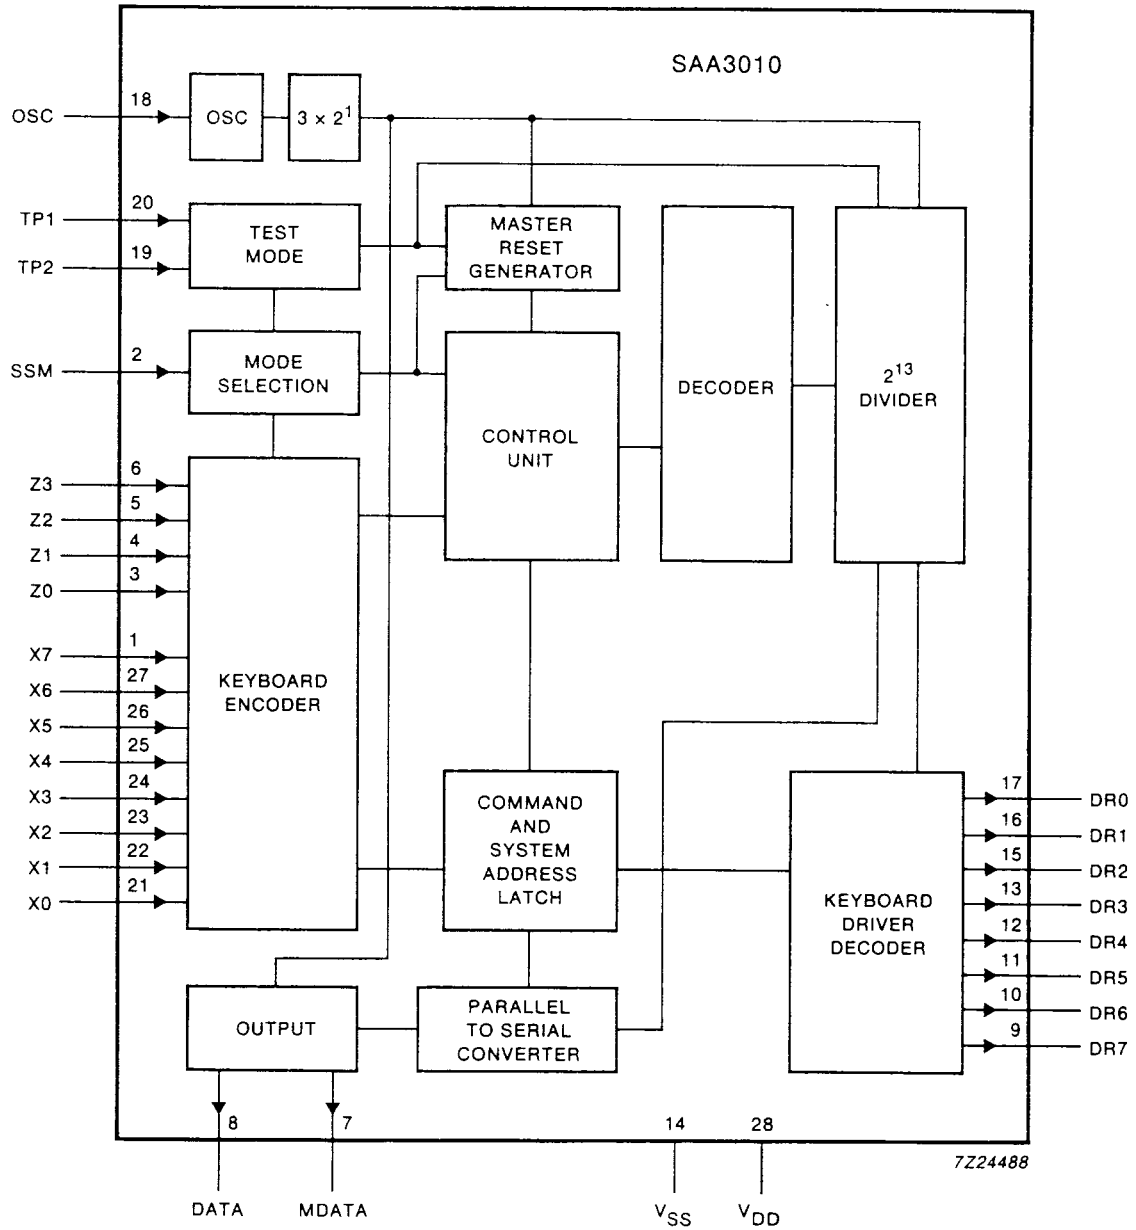 SAA3010
OSC
18
OSC
3 × 2¹
TP1
20
TEST
MODE
TP2
19
MASTER
RESET
GENERATOR
SSM
2
MODE
SELECTION
CONTROL
UNIT
DECODER
2¹³
DIVIDER
Z3
6
Z2
5
Z1
4
Z0
3
X7
1
X6
27
X5
26
X4
25
X3
24
X2
23
X1
22
X0
21
KEYBOARD
ENCODER
COMMAND
AND
SYSTEM
ADDRESS
LATCH
KEYBOARD
DRIVER
DECODER
17
DR0
16
DR1
15
DR2
13
DR3
12
DR4
11
DR5
10
DR6
9
DR7
OUTPUT
PARALLEL
TO SERIAL
CONVERTER
8
7
14
28
7Z24488
DATA
MDATA
VSS
VDD